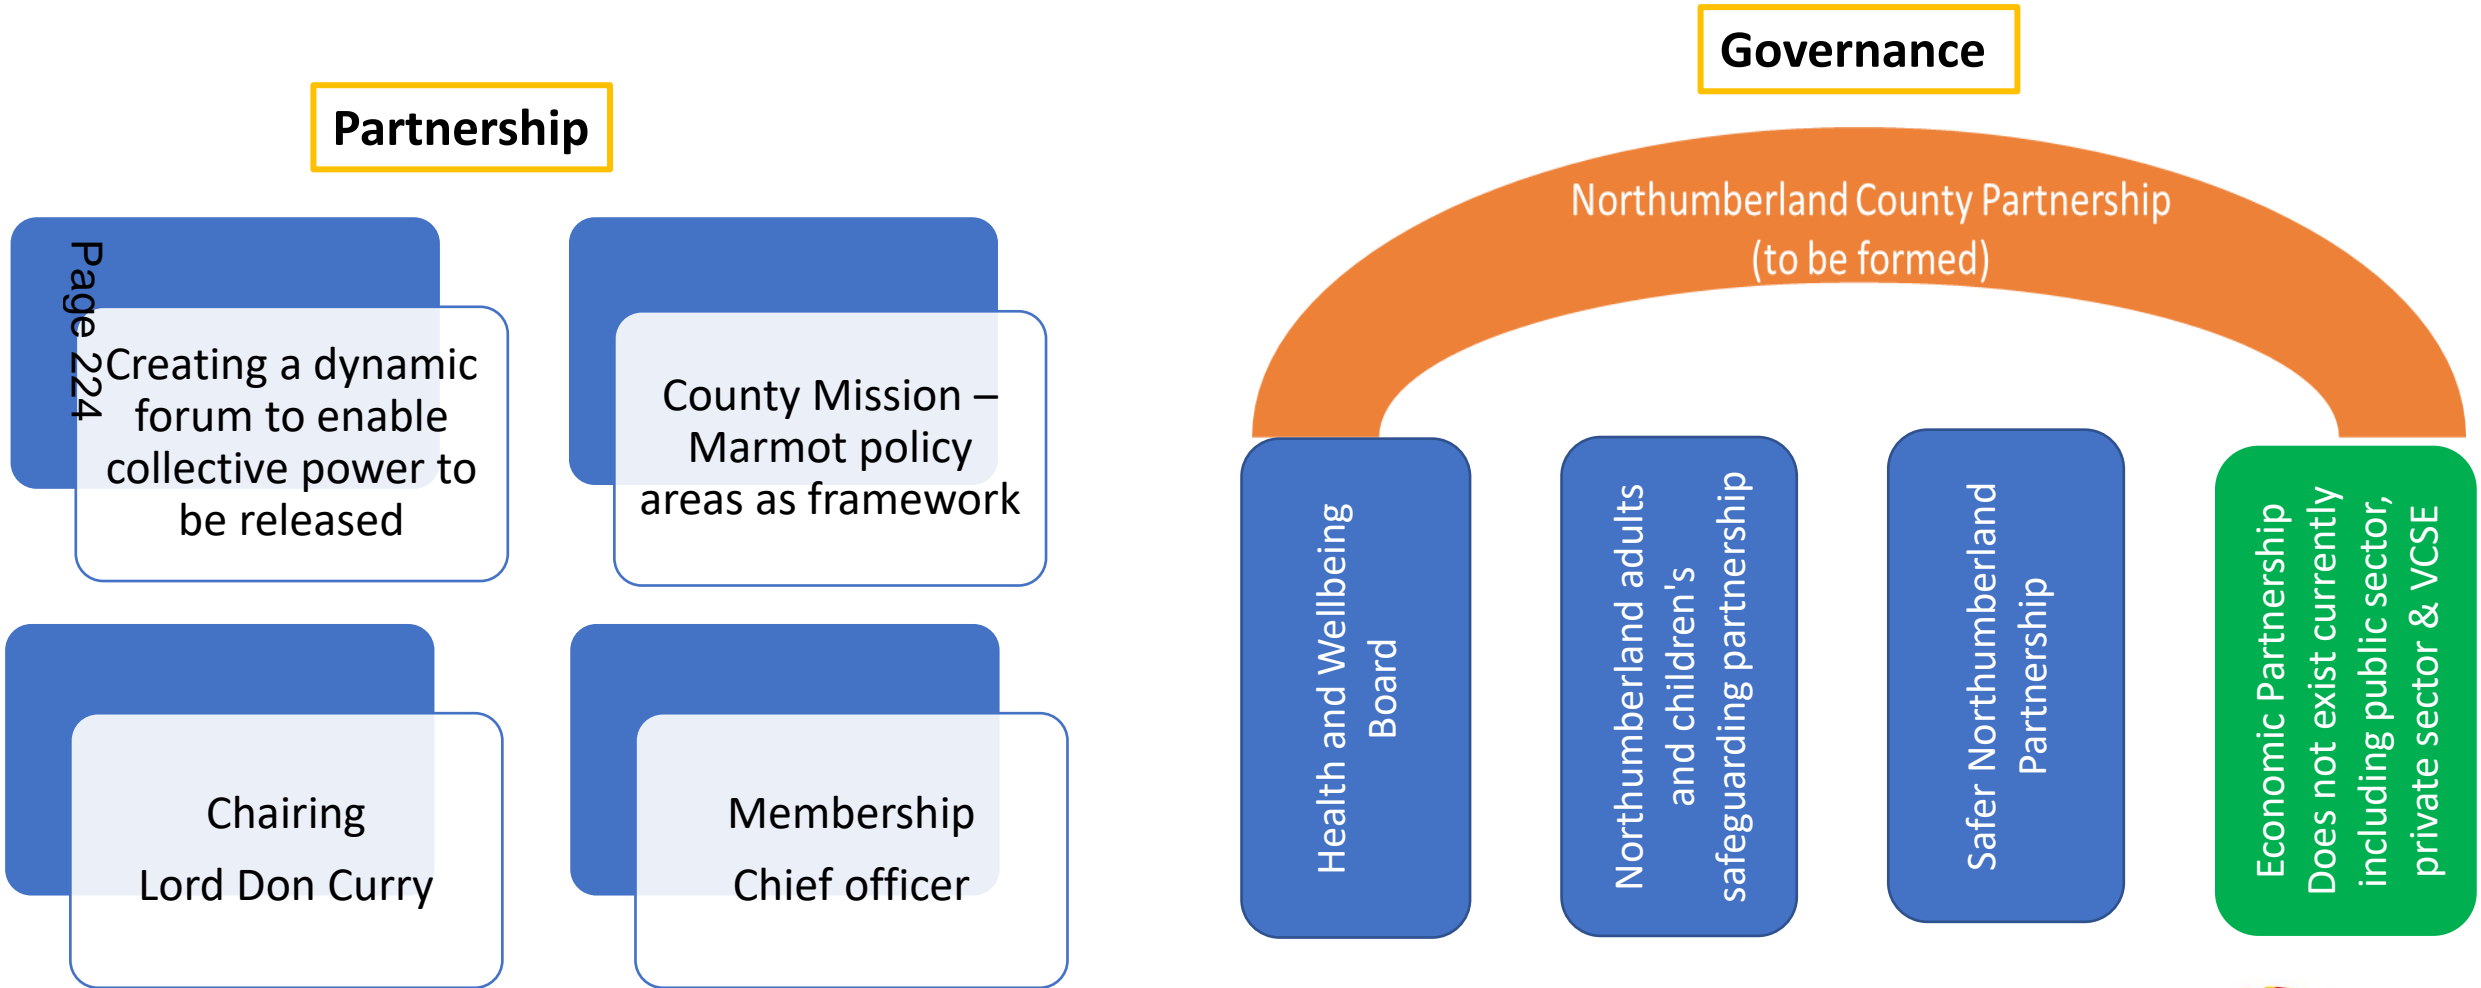 Partnership
Page 224
Creating a dynamic
forum to enable
collective power to
be released
County Mission –
Marmot policy
areas as framework
Chairing
Lord Don Curry
Membership
Chief officer
Governance
Northumberland County Partnership
(to be formed)
Health and Wellbeing
Board
Northumberland adults
and children's
safeguarding partnership
Safer Northumberland
Partnership
Economic Partnership
Does not exist currently
including public sector,
private sector & VCSE